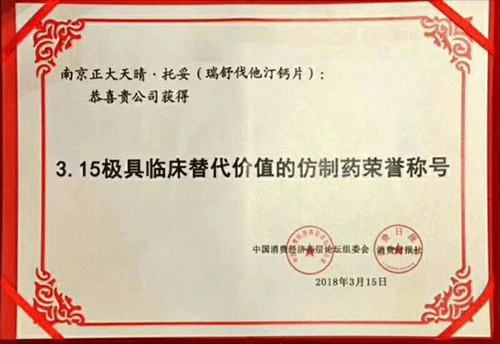 南京正大天晴·托妥（瑞舒伐他汀钙片）：
恭喜贵公司获得
3.15极具临床替代价值的仿制药荣誉称号
中国消费经济高层论坛组委会 消费日报社
2018年3月15日